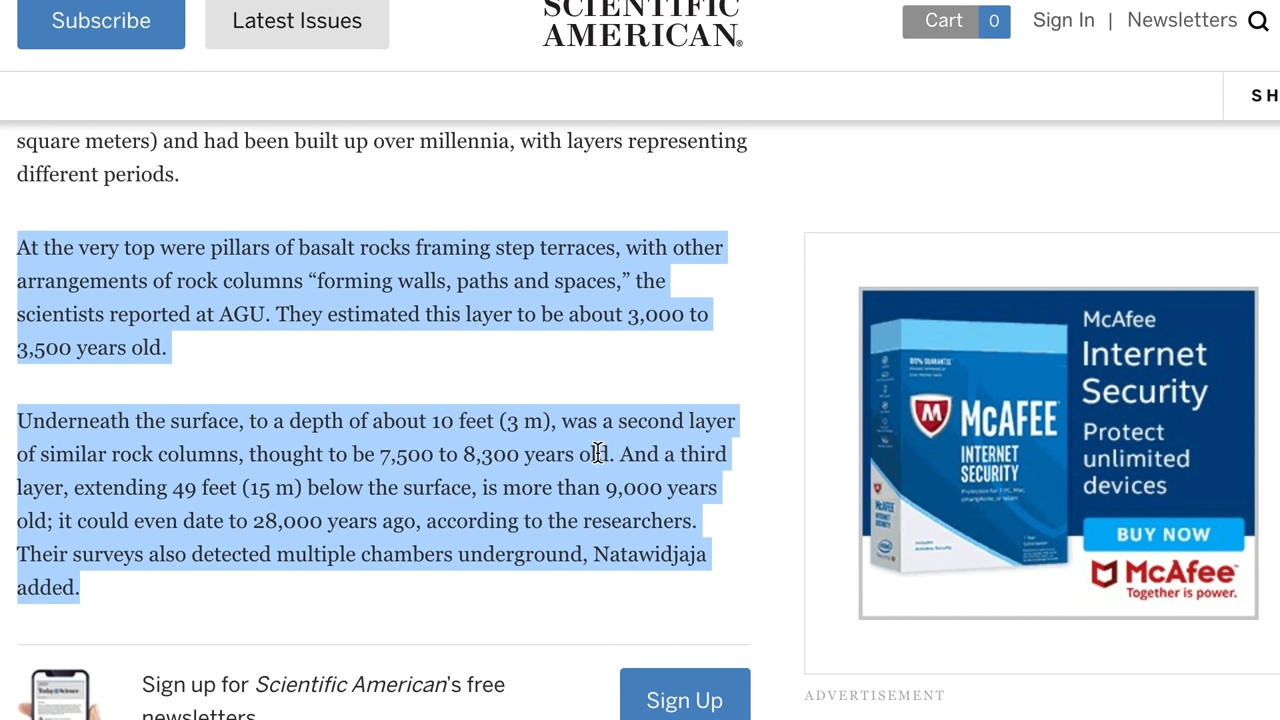 Subscribe
Latest Issues
SCIENTIFIC
AMERICAN®
Cart 0
Sign In | Newsletters
SH
square meters) and had been built up over millennia, with layers representing
different periods.
At the very top were pillars of basalt rocks framing step terraces, with other
arrangements of rock columns “forming walls, paths and spaces,” the
scientists reported at AGU. They estimated this layer to be about 3,000 to
3,500 years old.
Underneath the surface, to a depth of about 10 feet (3 m), was a second layer
of similar rock columns, thought to be 7,500 to 8,300 years old. And a third
layer, extending 49 feet (15 m) below the surface, is more than 9,000 years
old; it could even date to 28,000 years ago, according to the researchers.
Their surveys also detected multiple chambers underground, Natawidjaja
added.
McAfee
Internet
Security
Protect
unlimited
devices
BUY NOW
McAfee™
Together is power.
McAFEE
INTERNET
SECURITY
ADVERTISEMENT
Sign up for Scientific American’s free
newsletters
Sign Up